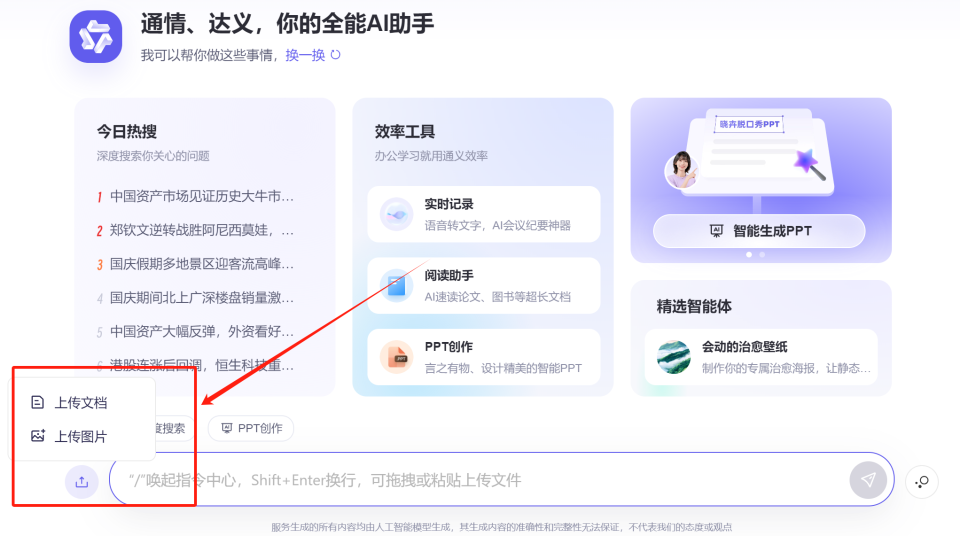 通情、达义，你的全能AI助手
我可以帮你做这些事情，换一换
今日热搜
深度搜索你关心的问题
1 中国资产市场见证历史大牛市…
2 郑钦文逆转战胜阿尼西莫娃，…
3 国庆假期多地景区迎客流高峰…
4 国庆期间北上广深楼盘销量激…
5 中国资产大幅反弹，外资看好…
6 港股连涨后回调，恒生科技重…
效率工具
办公学习就用通义效率
实时记录
语音转文字，AI会议纪要神器
阅读助手
AI速读论文、图书等超长文档
PPT创作
言之有物、设计精美的智能PPT
晓卉脱口秀PPT
智能生成PPT
精选智能体
会动的治愈壁纸
制作你的专属治愈海报，让静态…
上传文档
上传图片
度搜索
PPT创作
“/”唤起指令中心，Shift+Enter换行，可拖拽或粘贴上传文件
服务生成的所有内容均由人工智能模型生成，其生成内容的准确性和完整性无法保证，不代表我们的态度或观点